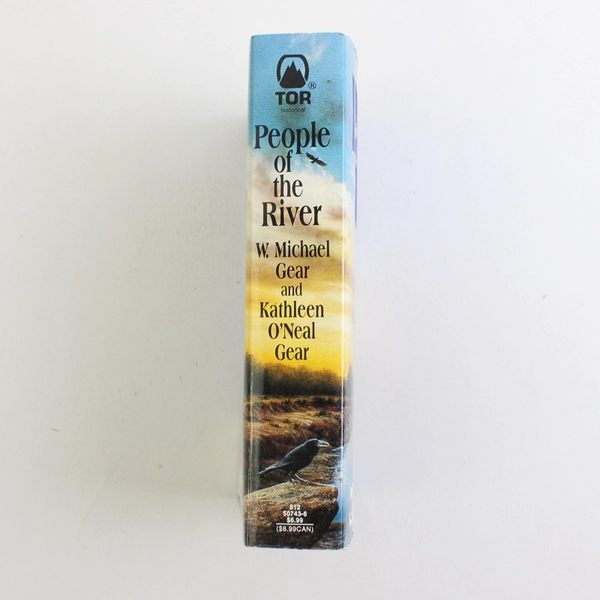 TOR®
historical
People
of
the
River
W. Michael
Gear
and
Kathleen
O'Neal
Gear
812
50743-6
$6.99
($8.99CAN)